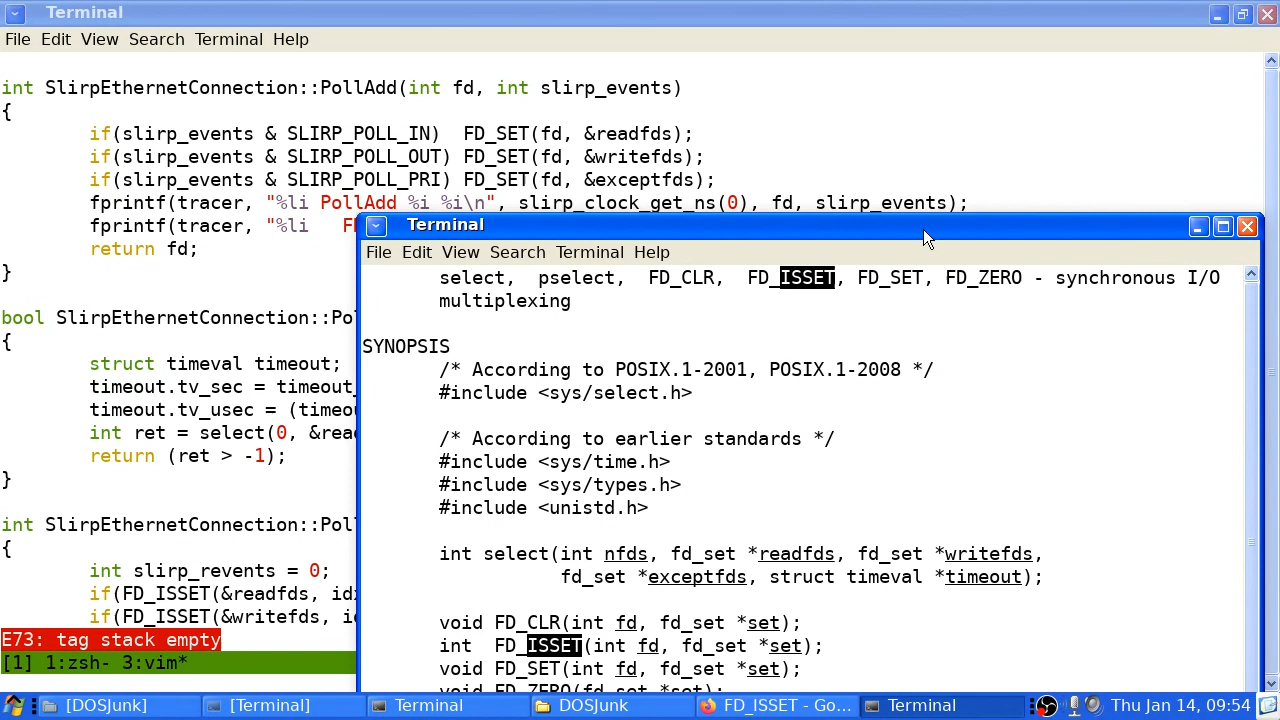 Terminal
File Edit View Search Terminal Help
int SlirpEthernetConnection::PollAdd(int fd, int slirp_events)
{
if(slirp_events & SLIRP_POLL_IN)  FD_SET(fd, &readfds);
if(slirp_events & SLIRP_POLL_OUT) FD_SET(fd, &writefds);
if(slirp_events & SLIRP_POLL_PRI) FD_SET(fd, &exceptfds);
fprintf(tracer, "%li PollAdd %i %i\n", slirp_clock_get_ns(0), fd, slirp_events);
fprintf(tracer, "%li
return fd;
}
bool SlirpEthernetConnection::Pol
{
struct timeval timeout;
timeout.tv_sec = timeout_
timeout.tv_usec = (timeou
int ret = select(0, &rea
return (ret > -1);
}
int SlirpEthernetConnection::Pol
{
int slirp_revents = 0;
if(FD_ISSET(&readfds, id
if(FD_ISSET(&writefds, i
E73: tag stack empty
[1] 1:zsh- 3:vim*
Terminal
File Edit View Search Terminal Help
select,  pselect,  FD_CLR,  FD_ISSET, FD_SET, FD_ZERO - synchronous I/O
multiplexing
SYNOPSIS
/* According to POSIX.1-2001, POSIX.1-2008 */
#include <sys/select.h>
/* According to earlier standards */
#include <sys/time.h>
#include <sys/types.h>
#include <unistd.h>
int select(int nfds, fd_set *readfds, fd_set *writefds,
fd_set *exceptfds, struct timeval *timeout);
void FD_CLR(int fd, fd_set *set);
int  FD_ISSET(int fd, fd_set *set);
void FD_SET(int fd, fd_set *set);
void FD_ZERO(fd_set *set);
[DOSJunk] [Terminal] Terminal DOSJunk FD_ISSET - Go... Terminal Thu Jan 14, 09:54